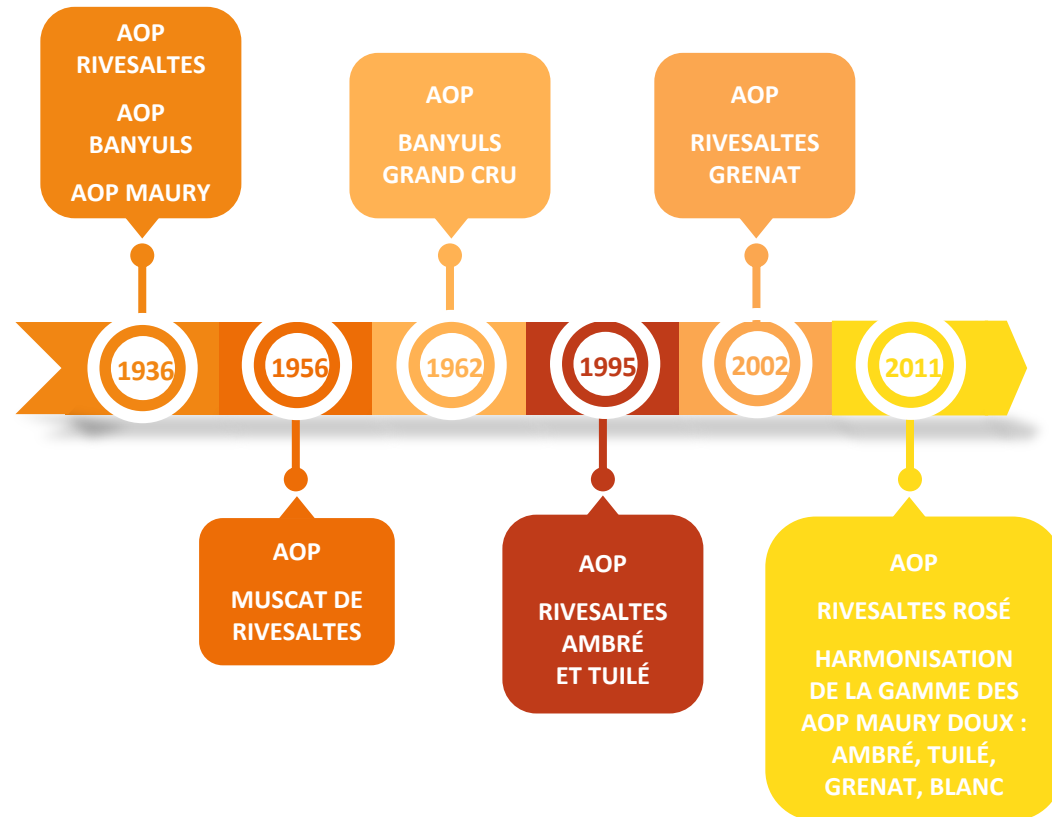 AOP
RIVESALTES
AOP
BANYULS
AOP MAURY
AOP
BANYULS
GRAND CRU
AOP
RIVESALTES
GRENAT
1936
1956
1962
1995
2002
2011
AOP
MUSCAT DE
RIVESALTES
AOP
RIVESALTES
AMBRÉ
ET TUILÉ
AOP
RIVESALTES ROSÉ
HARMONISATION
DE LA GAMME DES
AOP MAURY DOUX :
AMBRÉ, TUILÉ,
GRENAT, BLANC